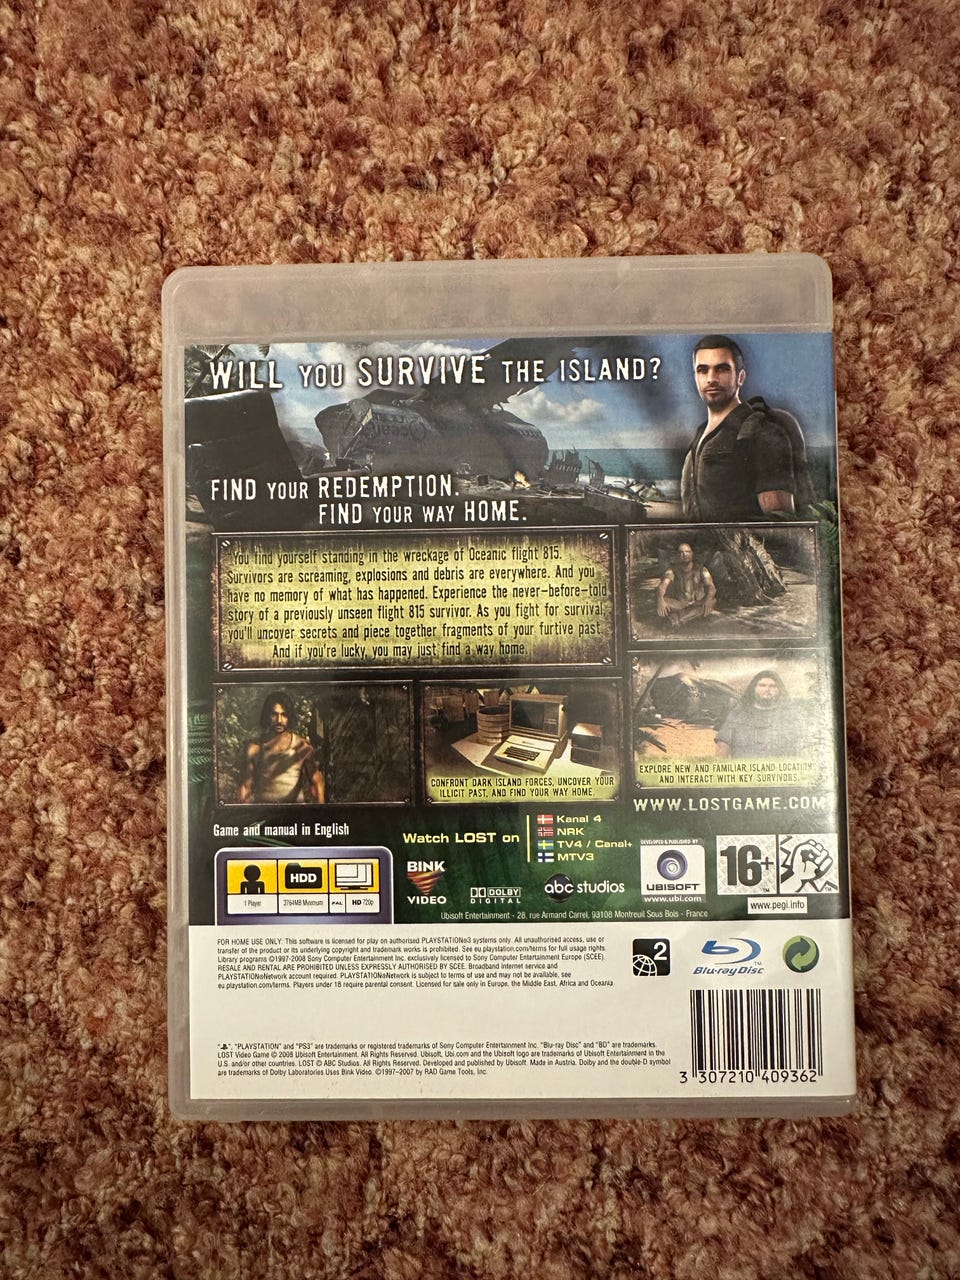 WILL YOU SURVIVE THE ISLAND?
Oceanic
FIND YOUR REDEMPTION.
FIND YOUR WAY HOME.
You find yourself standing in the wreckage of Oceanic flight 815.
Survivors are screaming, explosions and debris are everywhere. And you
have no memory of what has happened. Experience the never-before-told
story of a previously unseen flight 815 survivor. As you fight for survival,
you'll uncover secrets and piece together fragments of your furtive past.
And if you're lucky, you may just find a way home.
CONFRONT DARK ISLAND FORCES, UNCOVER YOUR
ILLICIT PAST, AND FIND YOUR WAY HOME.
EXPLORE NEW AND FAMILIAR ISLAND LOCATIONS
AND INTERACT WITH KEY SURVIVORS.
WWW.LOSTGAME.COM
Game and manual in English
Watch LOST on
Kanal 4
NRK
TV4 / Canal+
MTV3
1 Player
HDD
3764MB Minimum
PAL
HD 720p
BINK
VIDEO
DOLBY
DIGITAL
abc studios
DEVELOPED & PUBLISHED BY
UBISOFT
www.ubi.com
16+
™
www.pegi.info
Ubisoft Entertainment - 28, rue Armand Carrel, 93108 Montreuil Sous Bois - France
FOR HOME USE ONLY: This software is licensed for play on authorised PLAYSTATION®3 systems only. All unauthorised access, use or
transfer of the product or its underlying copyright and trademark works is prohibited. See eu.playstation.com/terms for full usage rights.
Library programs ©1997-2008 Sony Computer Entertainment Inc. exclusively licensed to Sony Computer Entertainment Europe (SCEE).
RESALE AND RENTAL ARE PROHIBITED UNLESS EXPRESSLY AUTHORISED BY SCEE. Broadband internet service and
PLAYSTATION®Network account required. PLAYSTATION®Network is subject to terms of use and may not be available, see
eu.playstation.com/terms. Players under 18 require parental consent. Licensed for sale only in Europe, the Middle East, Africa and Oceania
2
Blu-ray Disc™
"PLAYSTATION" and "PS3" are trademarks or registered trademarks of Sony Computer Entertainment Inc. "Blu-ray Disc" and "BD" are trademarks.
LOST Video Game © 2008 Ubisoft Entertainment. All Rights Reserved. Ubisoft, Ubi.com and the Ubisoft logo are trademarks of Ubisoft Entertainment in the
U.S. and/or other countries. LOST © ABC Studios. All Rights Reserved. Developed and published by Ubisoft. Made in Austria. Dolby and the double-D symbol
are trademarks of Dolby Laboratories Uses Bink Video. ©1997-2007 by RAD Game Tools, Inc.
3 307210 409362